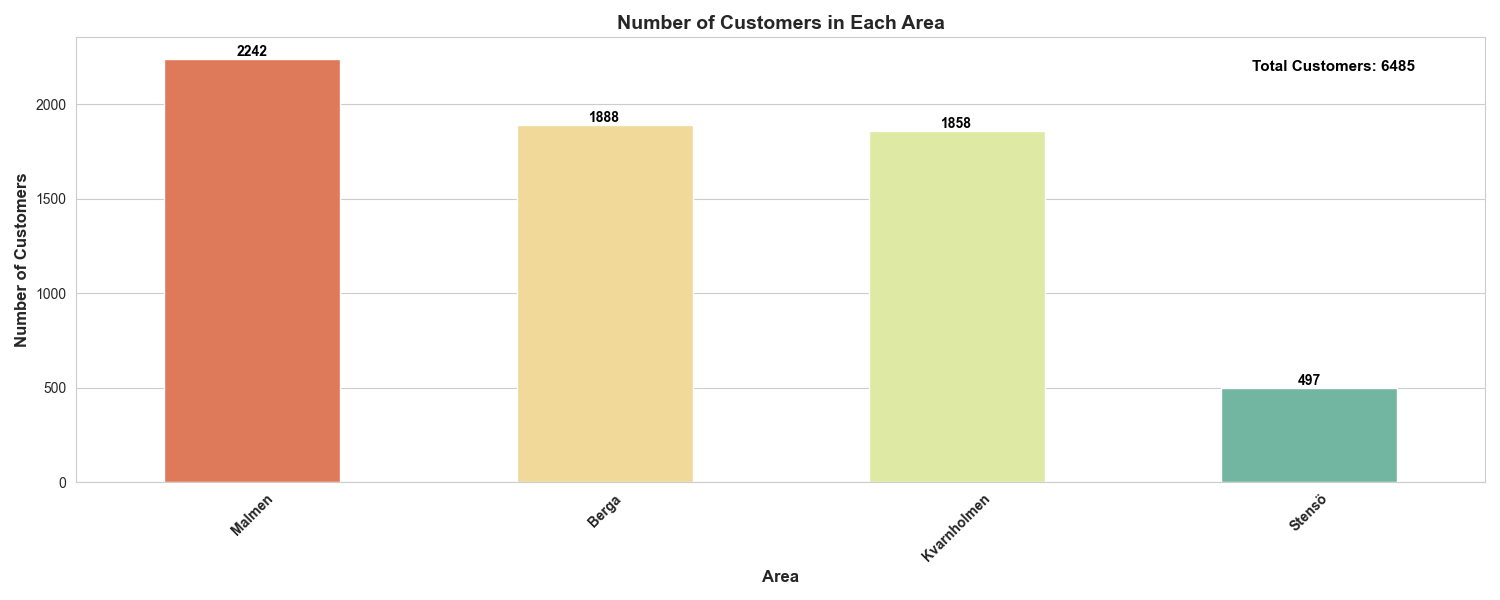 Number of Customers in Each Area
2242
Total Customers: 6485
1888
1858
497
2000
1500
1000
500
0
Number of Customers
Malmen
Berga
Kvarnholmen
Stensö
Area